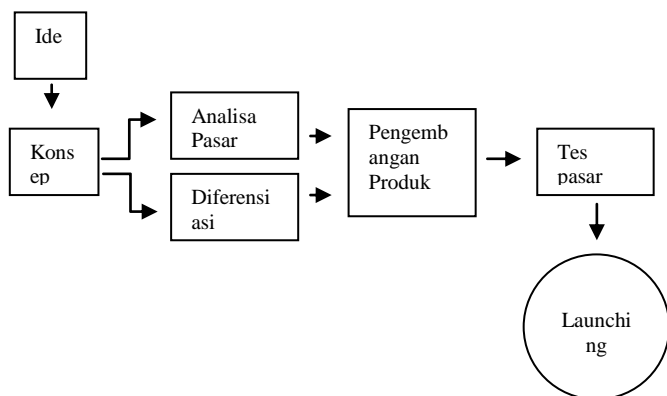 Ide
Kons
ep
Analisa
Pasar
Diferensi
asi
Pengemb
angan
Produk
Tes
pasar
Launchi
ng